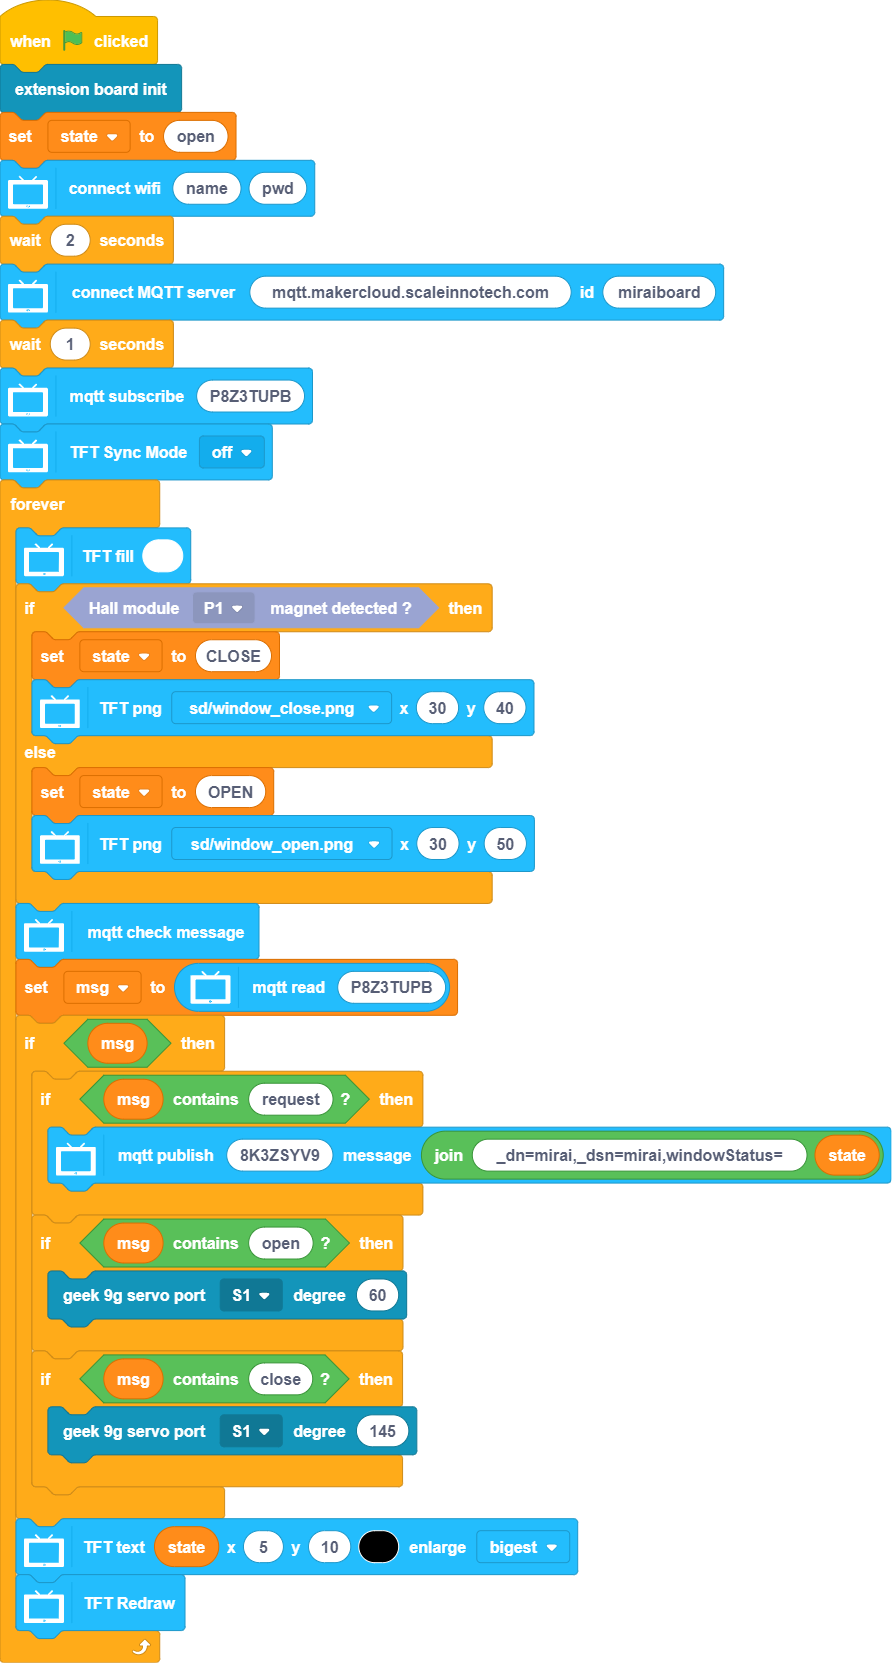 when clicked
extension board init
set state to open
connect wifi name pwd
wait 2 seconds
connect MQTT server mqtt.makercloud.scaleinnotech.com id miraiboard
wait 1 seconds
mqtt subscribe P8Z3TUPB
TFT Sync Mode off
forever
TFT fill
if Hall module P1 magnet detected ? then
set state to CLOSE
TFT png sd/window_close.png x 30 y 40
else
set state to OPEN
TFT png sd/window_open.png x 30 y 50
mqtt check message
set msg to mqtt read P8Z3TUPB
if msg then
if msg contains request ? then
mqtt publish 8K3ZSYV9 message join _dn=mirai,_dsn=mirai,windowStatus= state
if msg contains open ? then
geek 9g servo port S1 degree 60
if msg contains close ? then
geek 9g servo port S1 degree 145
TFT text state x 5 y 10 enlarge bigest
TFT Redraw